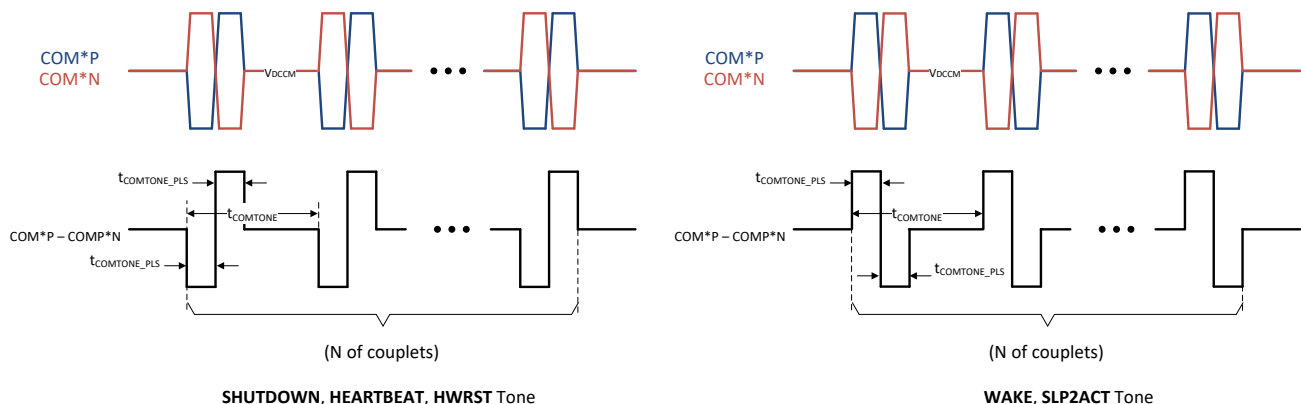 COM*P
COM*N
VDCCM
tCOMTONE_PLS
tCOMTONE
COM*P – COMP*N
tCOMTONE_PLS
(N of couplets)
SHUTDOWN, HEARTBEAT, HWRST Tone
COM*P
COM*N
VDCCM
tCOMTONE_PLS
tCOMTONE
COM*P – COMP*N
tCOMTONE_PLS
(N of couplets)
WAKE, SLP2ACT Tone